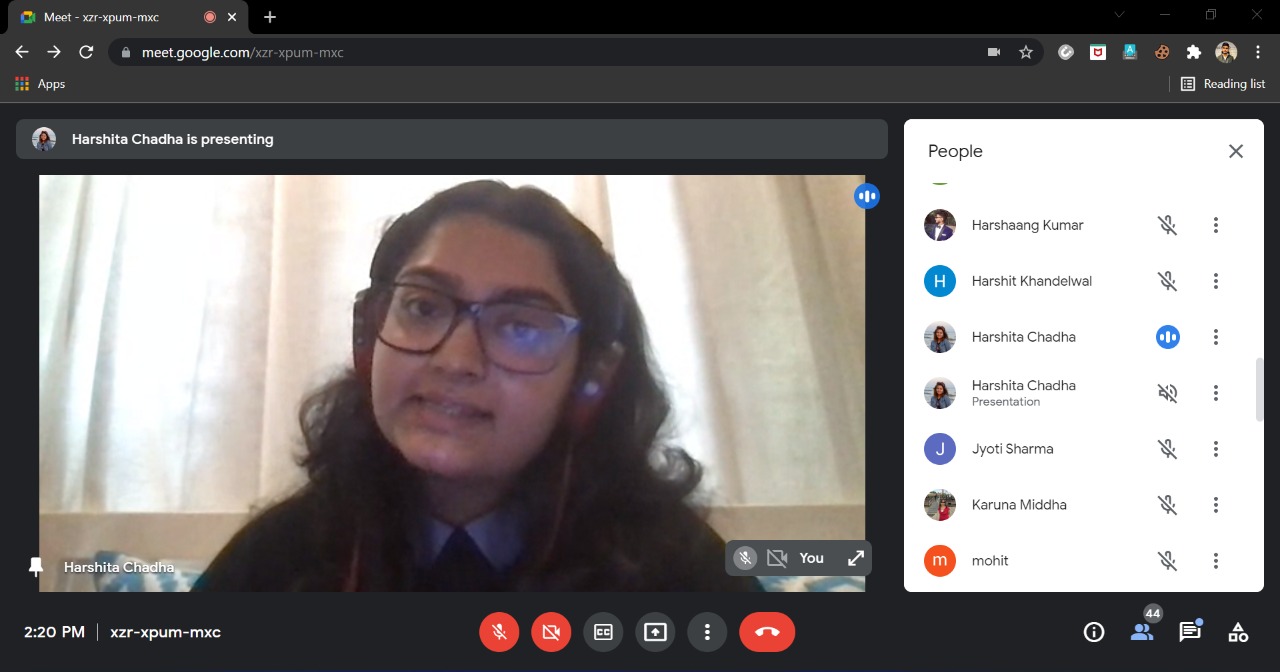 Meet - xzr-xpum-mxc
meet.google.com/xzr-xpum-mxc
Apps
Reading list
Harshita Chadha is presenting
Harshita Chadha
You
People
Harshaang Kumar
H
Harshit Khandelwal
Harshita Chadha
Harshita Chadha
Presentation
J
Jyoti Sharma
Karuna Middha
m
mohit
2:20 PM
xzr-xpum-mxc
CC
44